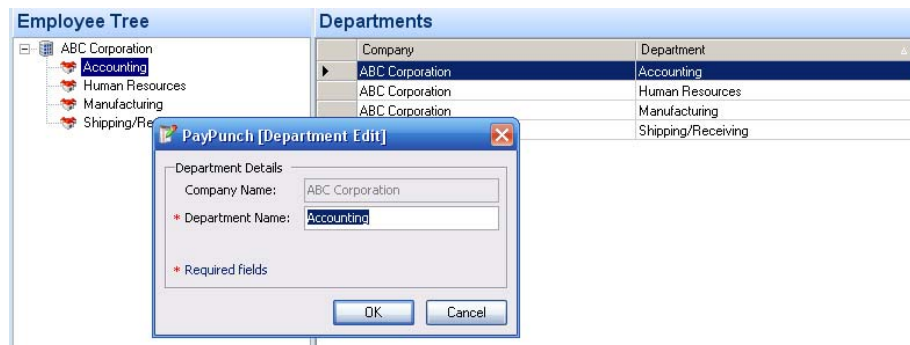 Employee Tree
Departments
ABC Corporation
Accounting
Human Resources
Manufacturing
Shipping/Re
Company Department
ABC Corporation Accounting
ABC Corporation Human Resources
ABC Corporation Manufacturing
Shipping/Receiving
PayPunch [Department Edit]
Department Details
Company Name: ABC Corporation
* Department Name: Accounting
* Required fields
OK Cancel